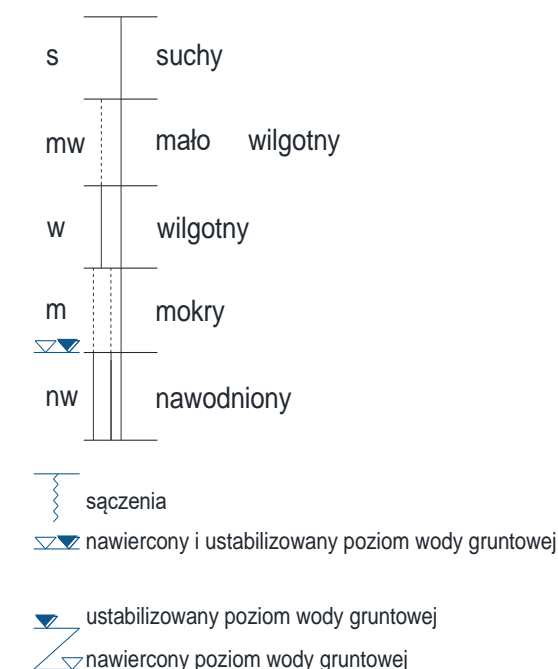 s suchy
mw mało wilgotny
w wilgotny
m mokry
nw nawodniony
sączenia
nawiercony i ustabilizowany poziom wody gruntowej
ustabilizowany poziom wody gruntowej
nawiercony poziom wody gruntowej